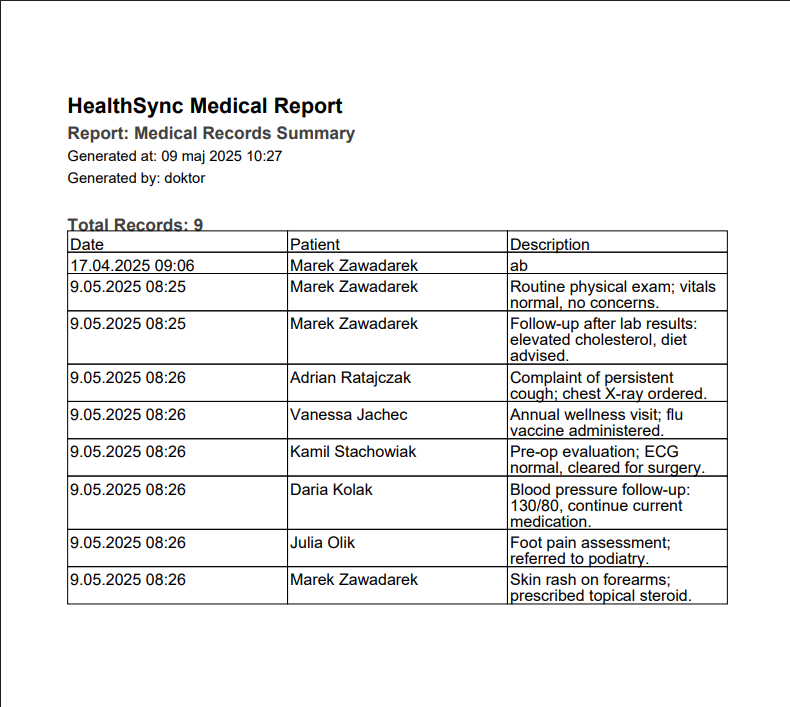 HealthSync Medical Report
Report: Medical Records Summary
Generated at: 09 maj 2025 10:27
Generated by: doktor
Total Records: 9
Date Patient Description
17.04.2025 09:06 Marek Zawadarek ab
9.05.2025 08:25 Marek Zawadarek Routine physical exam; vitals
normal, no concerns.
9.05.2025 08:25 Marek Zawadarek Follow-up after lab results:
elevated cholesterol, diet
advised.
9.05.2025 08:26 Adrian Ratajczak Complaint of persistent
cough; chest X-ray ordered.
9.05.2025 08:26 Vanessa Jachec Annual wellness visit; flu
vaccine administered.
9.05.2025 08:26 Kamil Stachowiak Pre-op evaluation; ECG
normal, cleared for surgery.
9.05.2025 08:26 Daria Kolak Blood pressure follow-up:
130/80, continue current
medication.
9.05.2025 08:26 Julia Olik Foot pain assessment;
referred to podiatry.
9.05.2025 08:26 Marek Zawadarek Skin rash on forearms;
prescribed topical steroid.